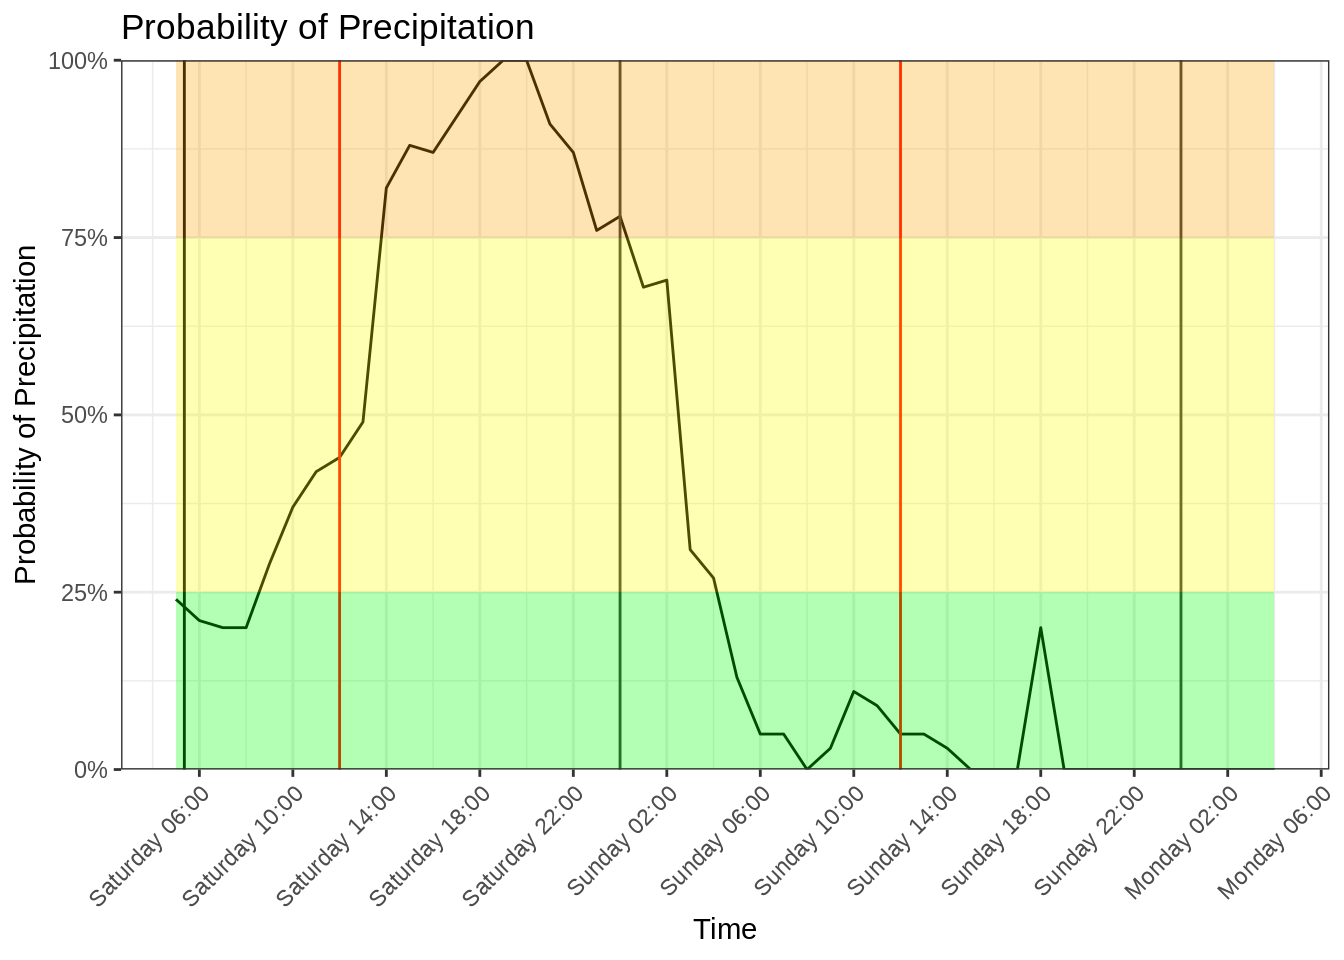 Probability of Precipitation
100%
75%
50%
25%
0%
Probability of Precipitation
Saturday 06:00
Saturday 10:00
Saturday 14:00
Saturday 18:00
Saturday 22:00
Sunday 02:00
Sunday 06:00
Sunday 10:00
Sunday 14:00
Sunday 18:00
Sunday 22:00
Monday 02:00
Monday 06:00
Time